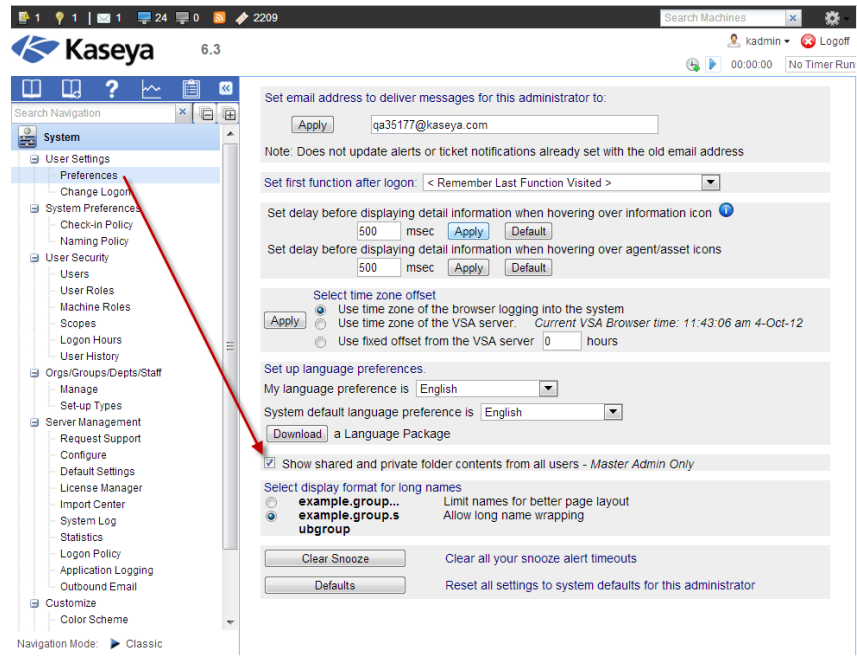 1 1 1 24 0 2209 Search Machines
Kaseya 6.3
kadmin Logoff
00:00:00 No Timer Run
Search Navigation
System
User Settings
Preferences
Change Logon
System Preferences
Check-in Policy
Naming Policy
User Security
Users
User Roles
Machine Roles
Scopes
Logon Hours
User History
Orgs/Groups/Depts/Staff
Manage
Set-up Types
Server Management
Request Support
Configure
Default Settings
License Manager
Import Center
System Log
Statistics
Logon Policy
Application Logging
Outbound Email
Customize
Color Scheme
Navigation Mode: Classic
Set email address to deliver messages for this administrator to:
Apply qa35177@kaseya.com
Note: Does not update alerts or ticket notifications already set with the old email address
Set first function after logon: < Remember Last Function Visited >
Set delay before displaying detail information when hovering over information icon
500 msec Apply Default
Set delay before displaying detail information when hovering over agent/asset icons
500 msec Apply Default
Select time zone offset
Use time zone of the browser logging into the system
Apply Use time zone of the VSA server. Current VSA Browser time: 11:43:06 am 4-Oct-12
Use fixed offset from the VSA server 0 hours
Set up language preferences.
My language preference is English
System default language preference is English
Download a Language Package
Show shared and private folder contents from all users - Master Admin Only
Select display format for long names
example.group... Limit names for better page layout
example.group.s Allow long name wrapping
ubgroup
Clear Snooze Clear all your snooze alert timeouts
Defaults Reset all settings to system defaults for this administrator